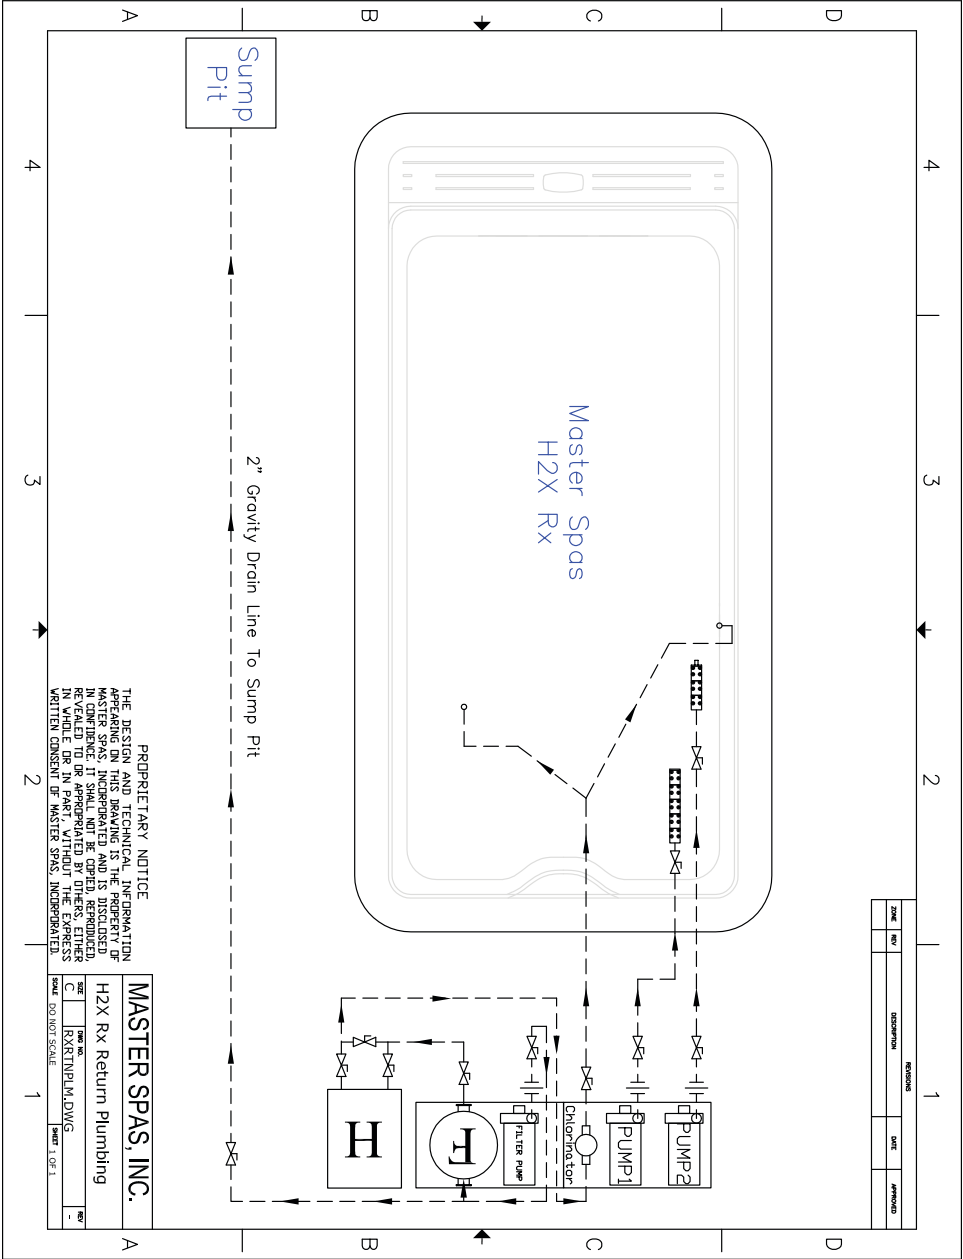 D
C
B
A
4
3
2
1
REVISIONS
ZONE
REV
DESCRIPTION
DATE
APPROVED
Master Spas
H2X Rx
Sump
Pit
2" Gravity Drain Line To Sump Pit
PUMP2
PUMP1
Chlorinator
FILTER PUMP
F
H
PROPRIETARY NOTICE
THE DESIGN AND TECHNICAL INFORMATION
APPEARING ON THIS DRAWING IS THE PROPERTY OF
MASTER SPAS, INCORPORATED AND IS DISCLOSED
IN CONFIDENCE. IT SHALL NOT BE COPIED, REPRODUCED,
REVEALED TO OR APPROPRIATED BY OTHERS, EITHER
IN WHOLE OR IN PART, WITHOUT THE EXPRESS
WRITTEN CONSENT OF MASTER SPAS, INCORPORATED.
MASTER SPAS, INC.
H2X Rx Return Plumbing
SIZE
C
DWG NO.
RXRTNPLM.DWG
REV
-
SCALE DO NOT SCALE
SHEET 1 OF 1
4
3
2
1
D
C
B
A